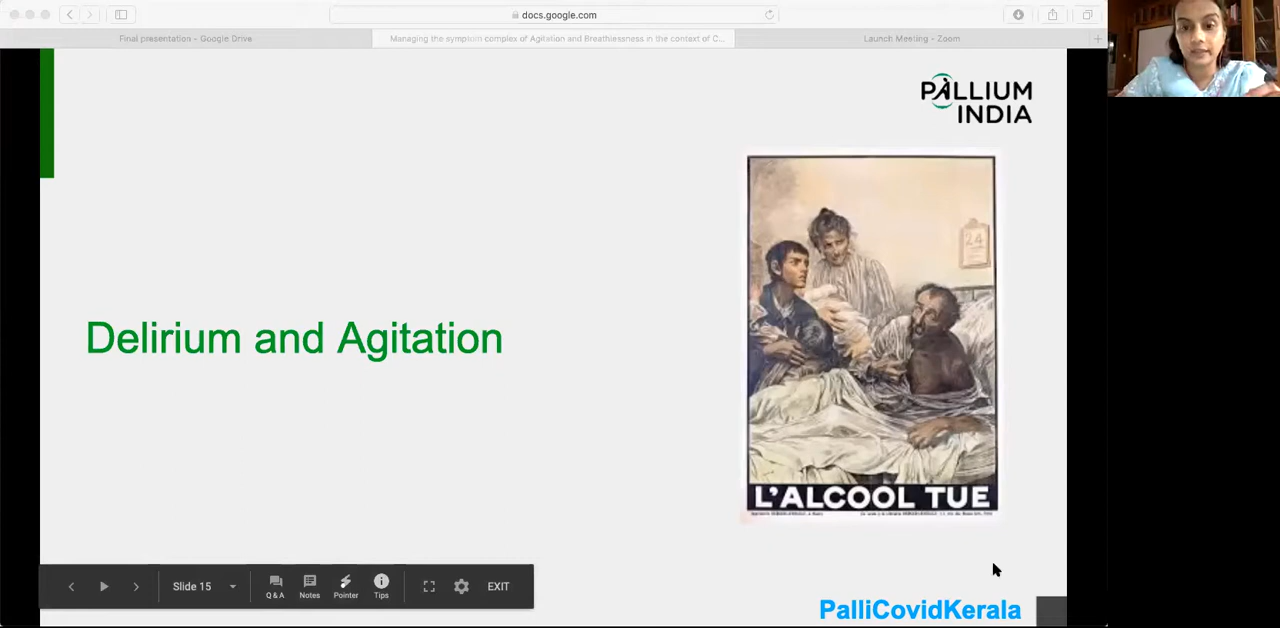 docs.google.com
Final presentation - Google Drive
Managing the symptom complex of Agitation and Breathlessness in the context of C...
Launch Meeting - Zoom
PALLIUM
INDIA
24
Delirium and Agitation
L'ALCOOL TUE
Slide 15
Q & A
Notes
Pointer
Tips
EXIT
PalliCovidKerala